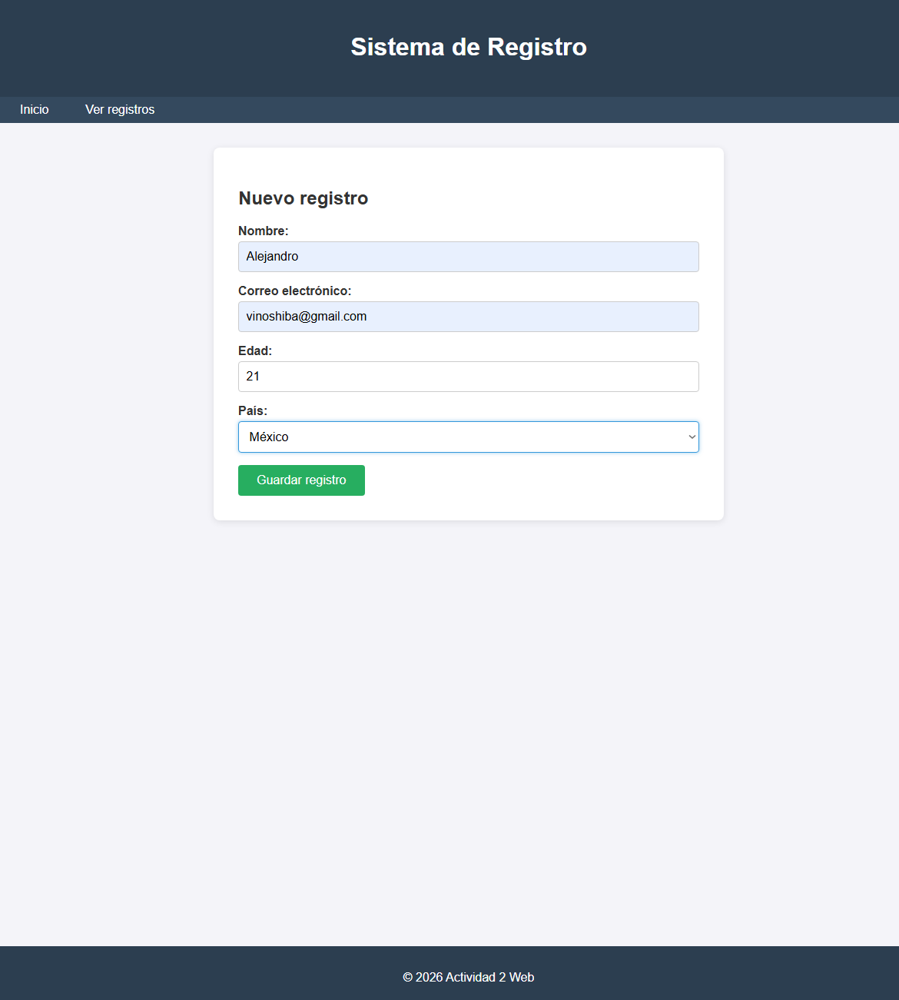 Sistema de Registro
Inicio Ver registros
Nuevo registro
Nombre:
Alejandro
Correo electrónico:
vinoshiba@gmail.com
Edad:
21
País:
México
Guardar registro
© 2026 Actividad 2 Web